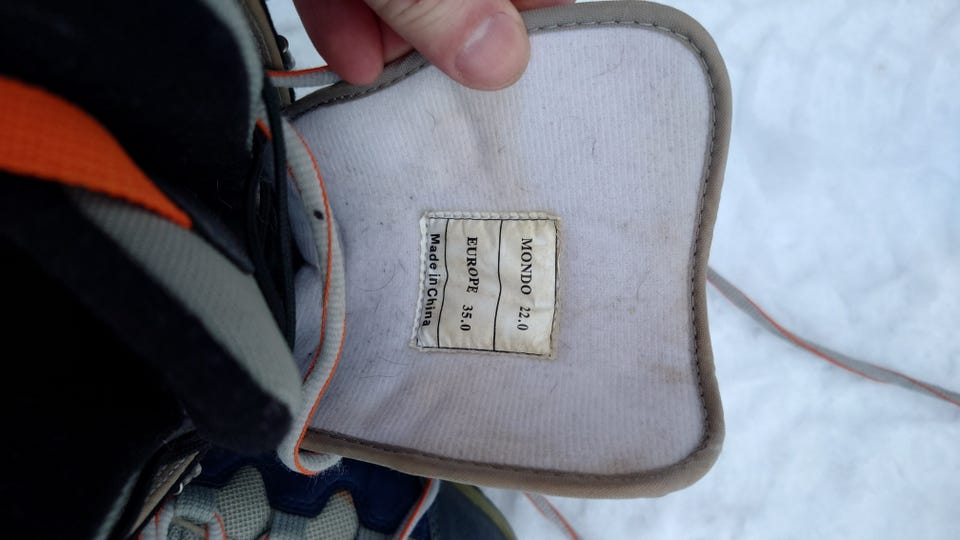 MONDO 22.0
EUROPE 35.0
Made in China